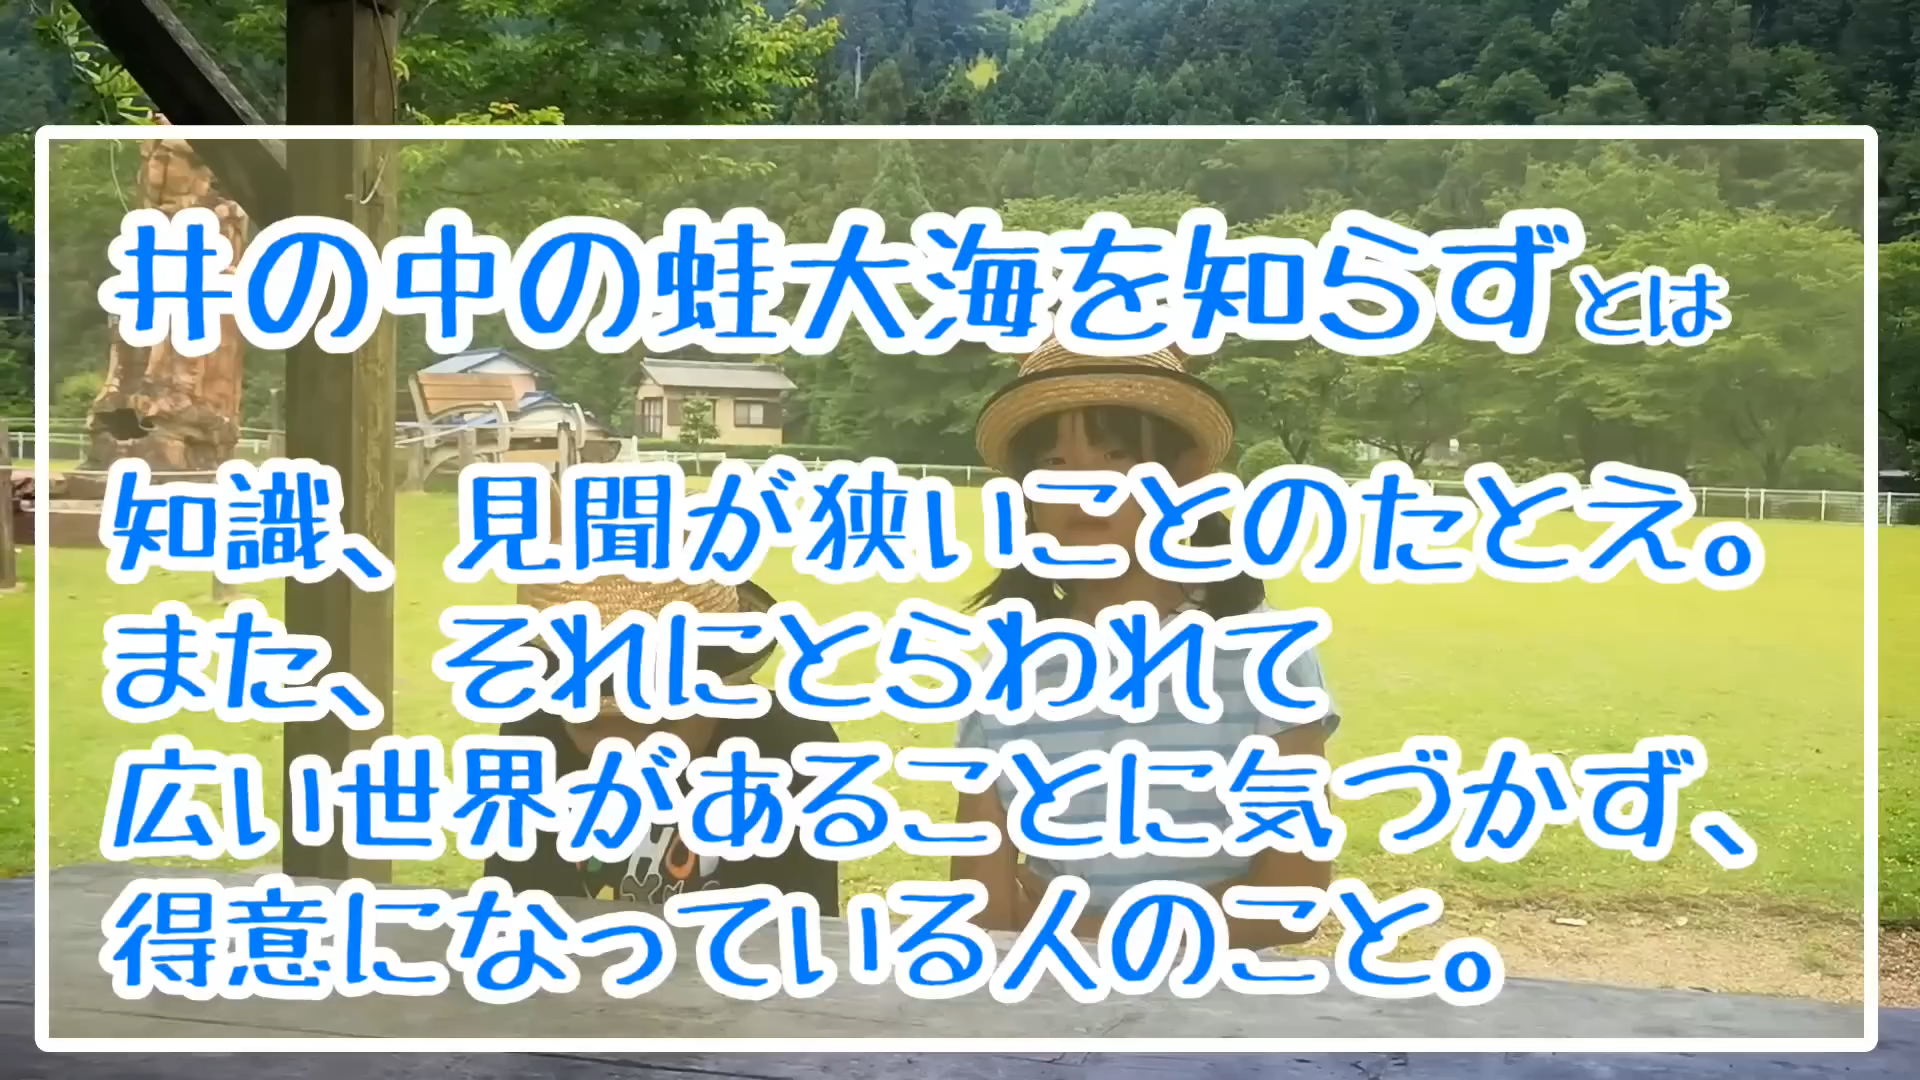 井の中の蛙大海を知らずとは
知識、見聞が狭いことのたとえ。
また、それにとらわれて
広い世界があることに気づかず、
得意になっている人のこと。